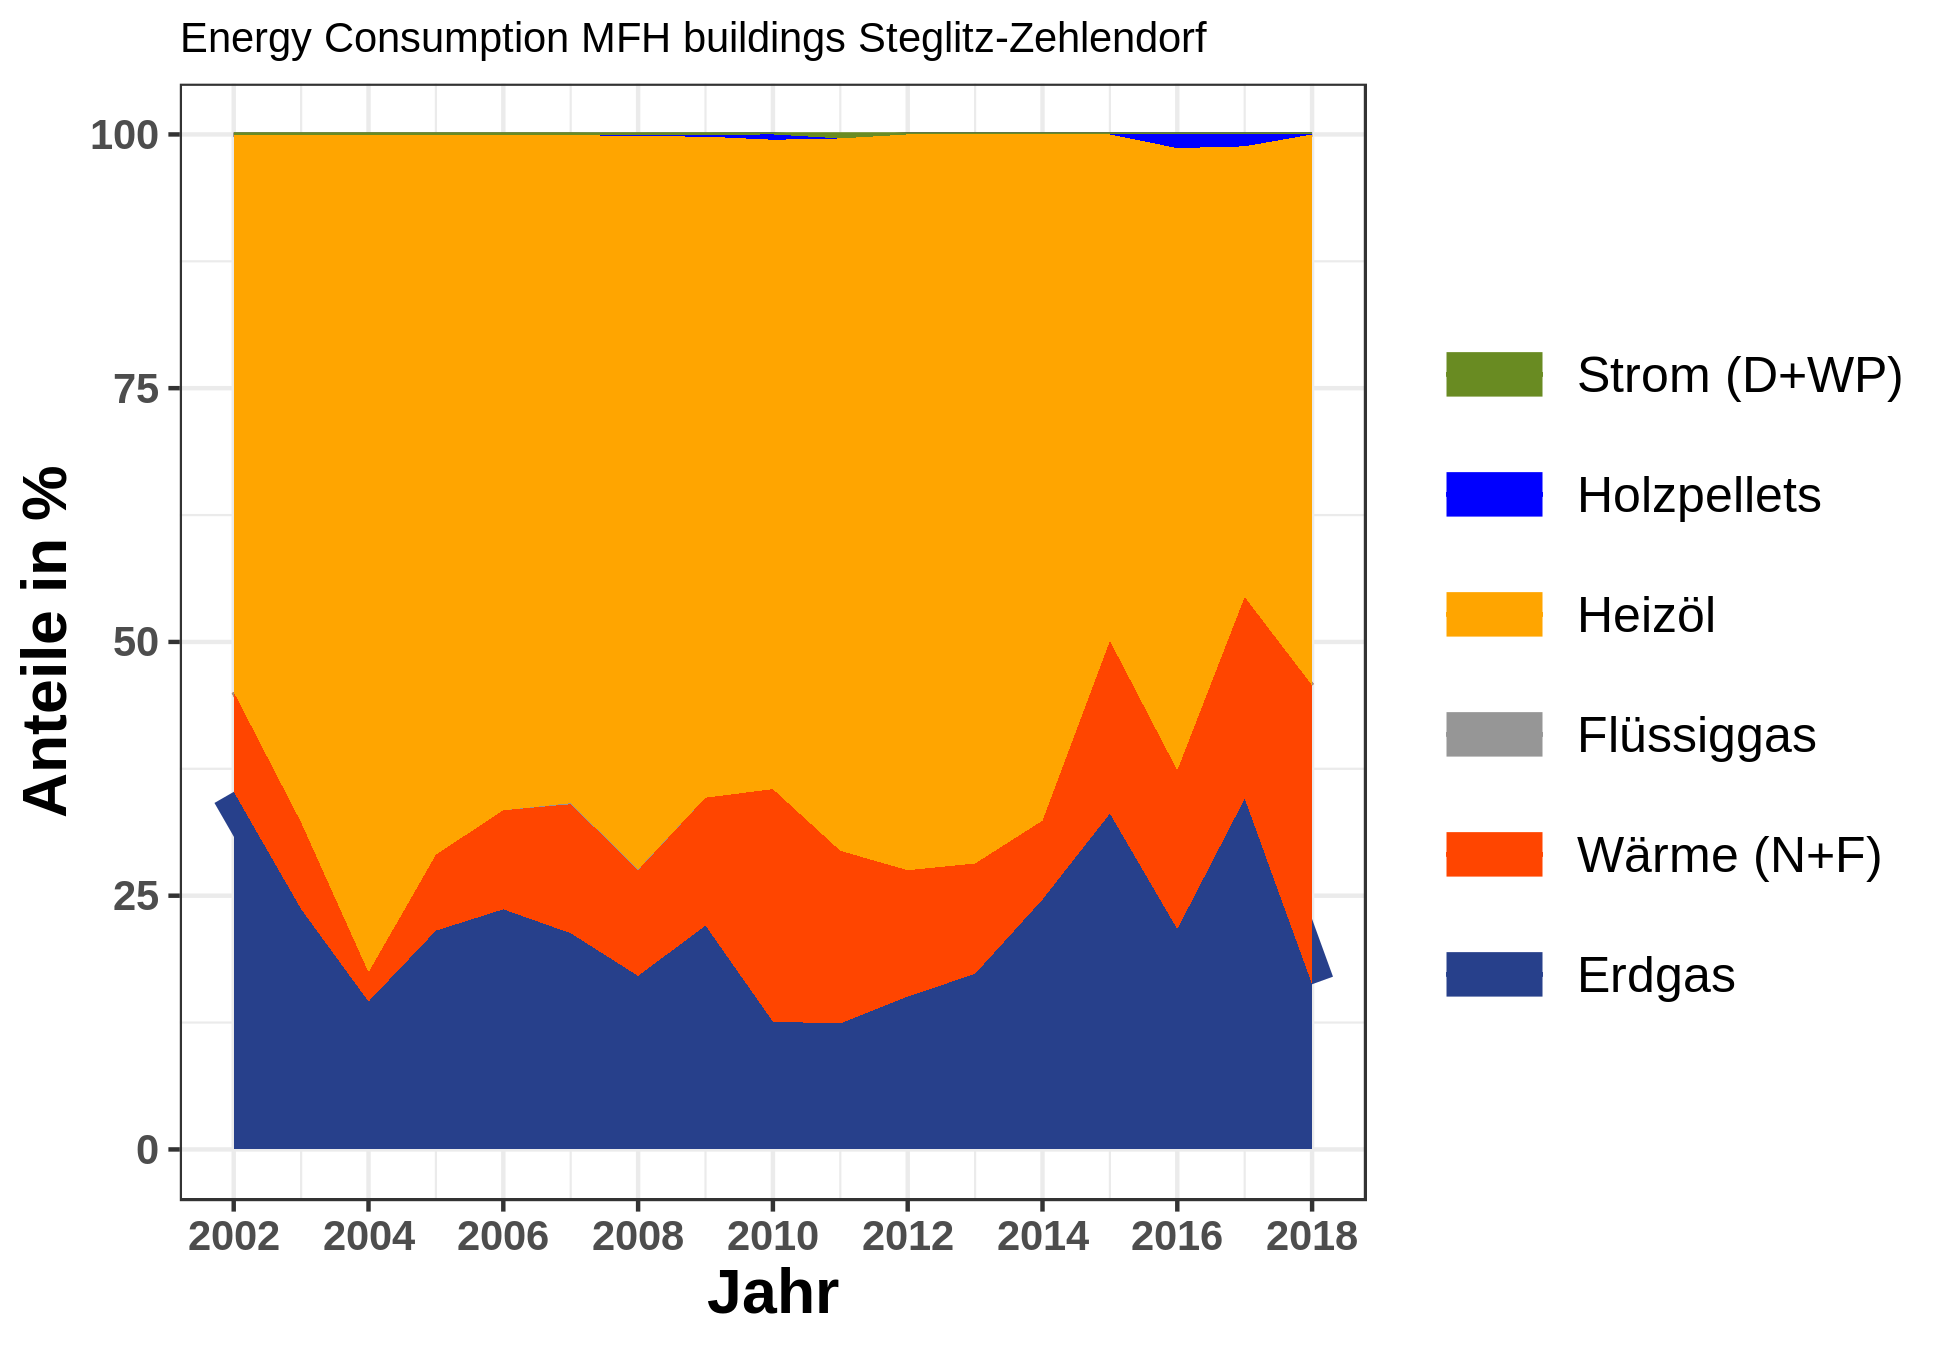 Energy Consumption MFH buildings Steglitz-Zehlendorf
100
75
50
25
0
Anteile in %
2002 2004 2006 2008 2010 2012 2014 2016 2018
Jahr
Strom (D+WP)
Holzpellets
Heizöl
Flüssiggas
Wärme (N+F)
Erdgas